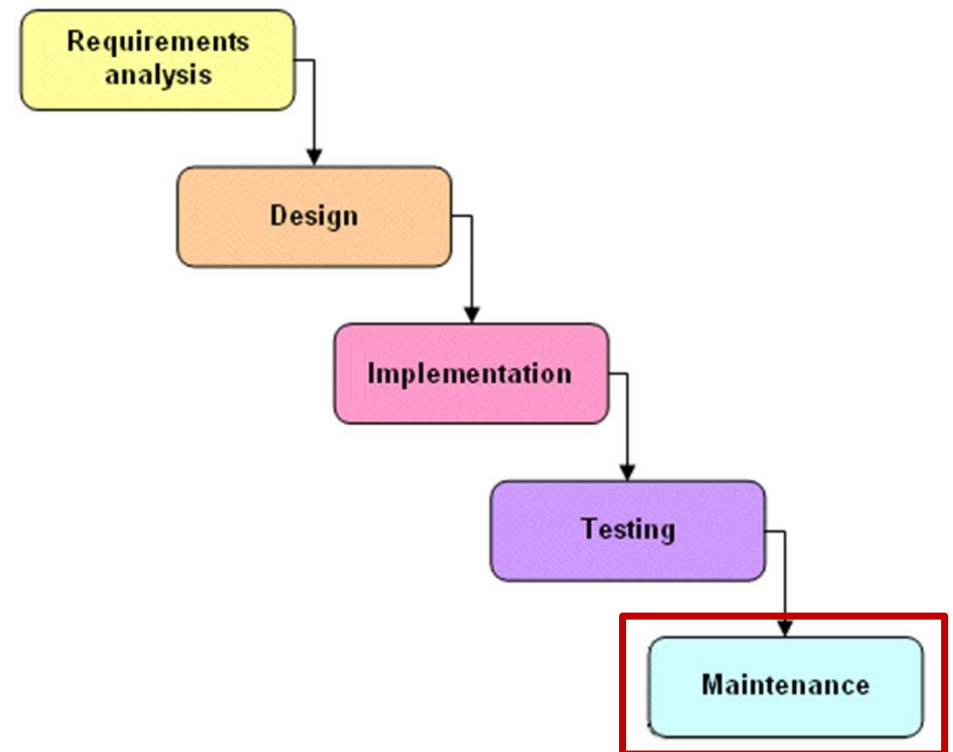 Requirements
analysis
Design
Implementation
Testing
Maintenance